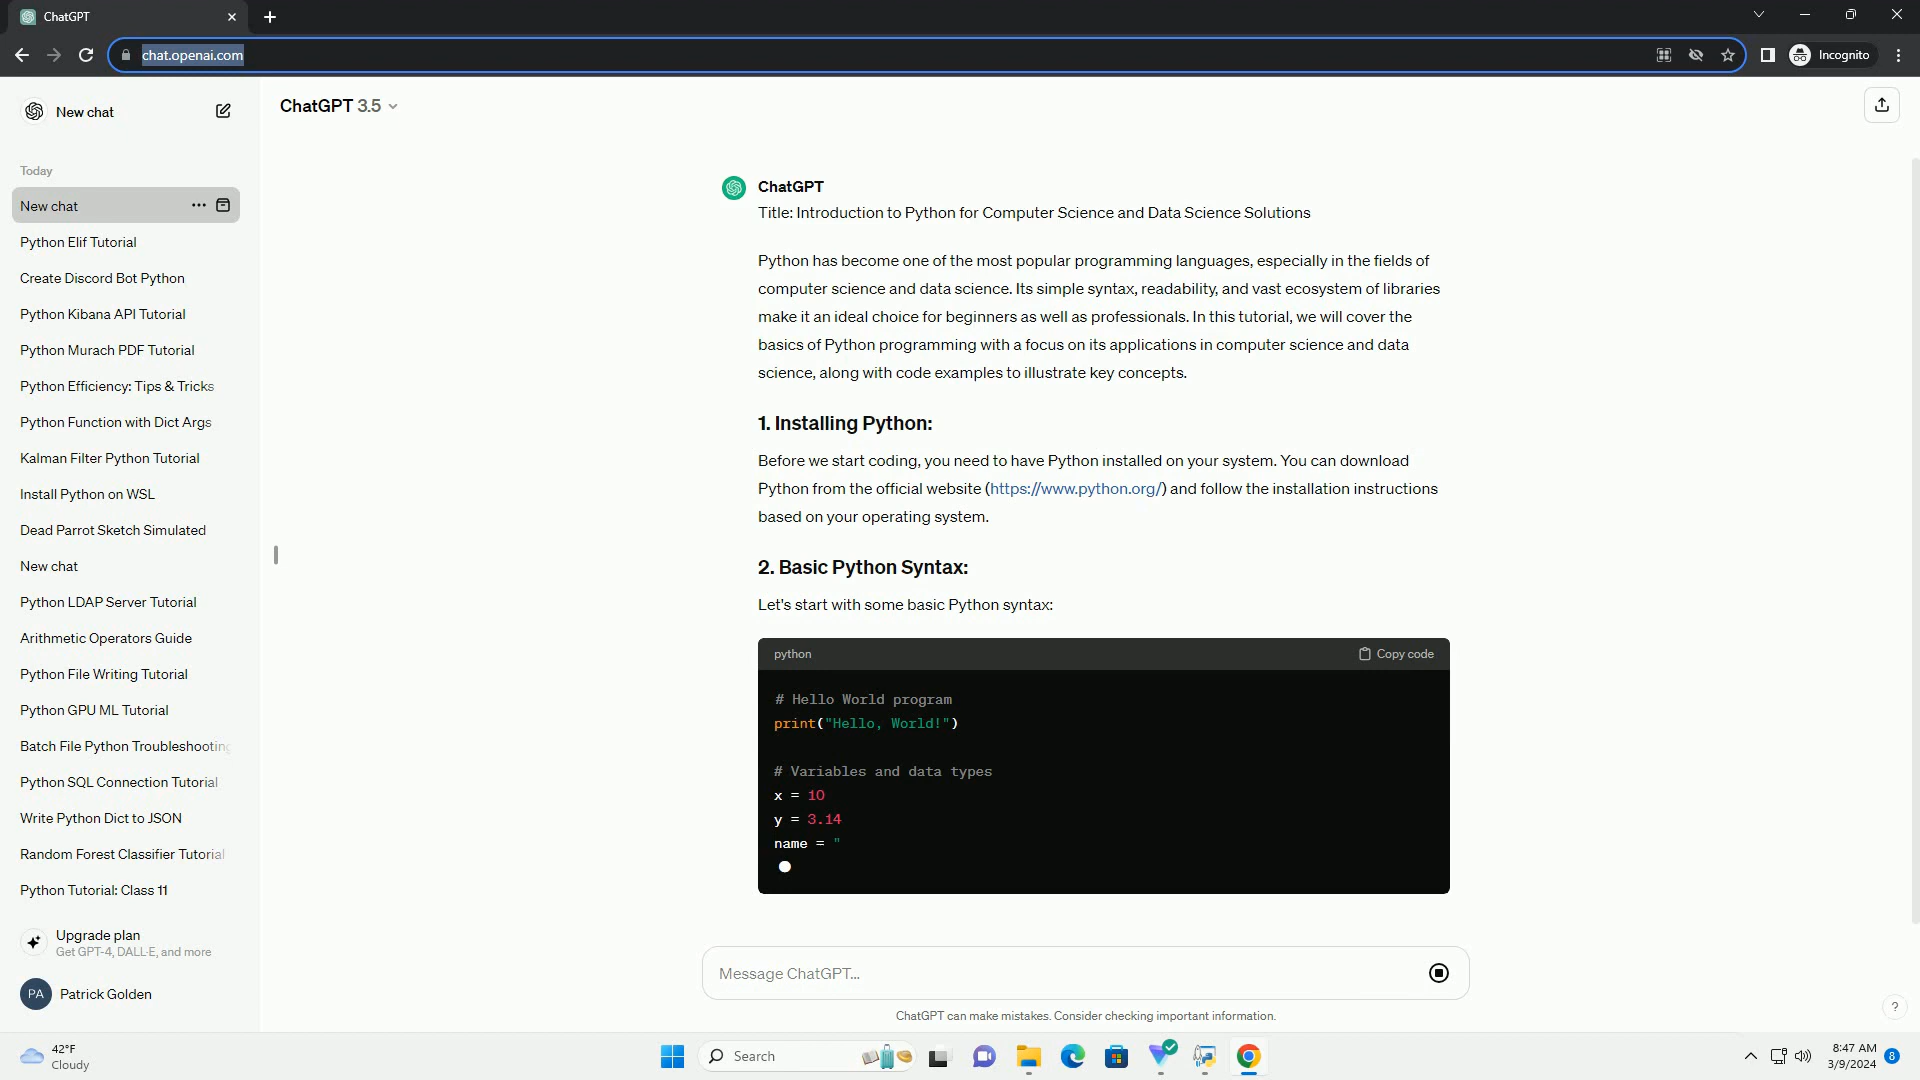 ChatGPT
chat.openai.com
Incognito
New chat
Today
New chat
Python Elif Tutorial
Create Discord Bot Python
Python Kibana API Tutorial
Python Murach PDF Tutorial
Python Efficiency: Tips & Tricks
Python Function with Dict Args
Kalman Filter Python Tutorial
Install Python on WSL
Dead Parrot Sketch Simulated
New chat
Python LDAP Server Tutorial
Arithmetic Operators Guide
Python File Writing Tutorial
Python GPU ML Tutorial
Batch File Python Troubleshooting
Python SQL Connection Tutorial
Write Python Dict to JSON
Random Forest Classifier Tutorial
Python Tutorial: Class 11
Upgrade plan
Get GPT-4, DALL·E, and more
PA Patrick Golden
ChatGPT 3.5
ChatGPT
Title: Introduction to Python for Computer Science and Data Science Solutions
Python has become one of the most popular programming languages, especially in the fields of
computer science and data science. Its simple syntax, readability, and vast ecosystem of libraries
make it an ideal choice for beginners as well as professionals. In this tutorial, we will cover the
basics of Python programming with a focus on its applications in computer science and data
science, along with code examples to illustrate key concepts.
1. Installing Python:
Before we start coding, you need to have Python installed on your system. You can download
Python from the official website (https://www.python.org/) and follow the installation instructions
based on your operating system.
2. Basic Python Syntax:
Let's start with some basic Python syntax:
python Copy code
# Hello World program
print("Hello, World!")
# Variables and data types
x = 10
y = 3.14
name = "
Message ChatGPT...
ChatGPT can make mistakes. Consider checking important information.
?
42°F
Cloudy
Search
8:47 AM
3/9/2024
8